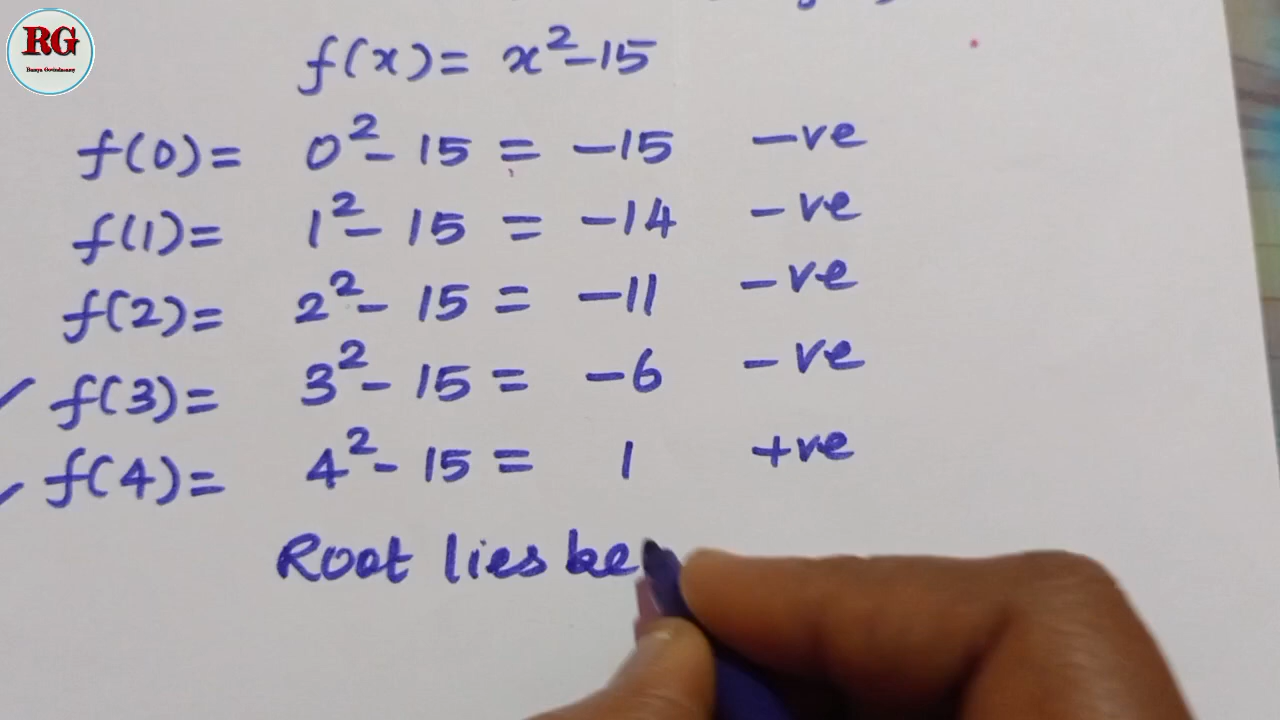 RG
f(x) = x²-15
f(0) = 0² - 15 = -15 -ve
f(1) = 1² - 15 = -14 -ve
f(2) = 2² - 15 = -11 -ve
✓ f(3) = 3² - 15 = -6 -ve
✓ f(4) = 4² - 15 = 1 +ve
Root lies be